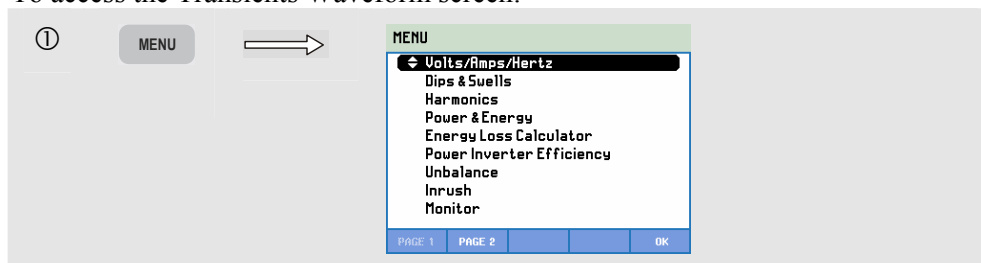 To access the Transients Waveform screen:
①
MENU
MENU
Volts/Amps/Hertz
Dips & Swells
Harmonics
Power & Energy
Energy Loss Calculator
Power Inverter Efficiency
Unbalance
Inrush
Monitor
PAGE 1 PAGE 2 OK